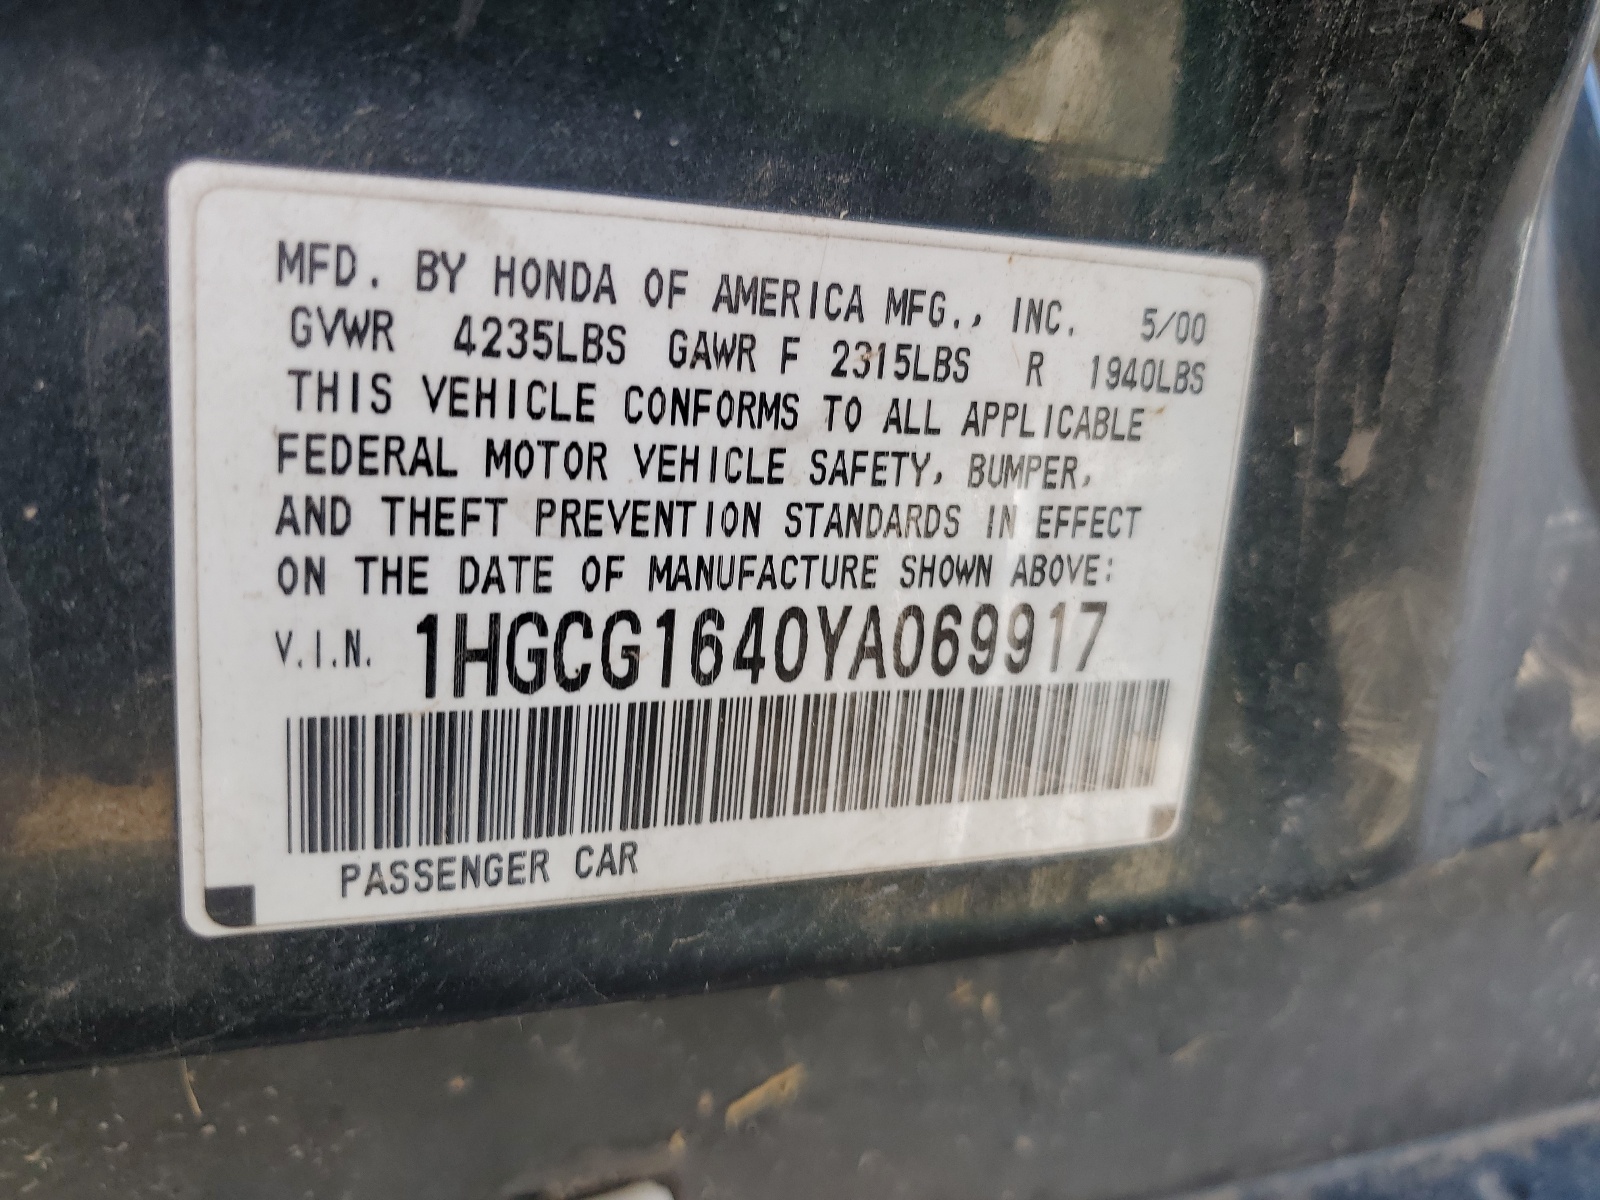 MFD. BY HONDA OF AMERICA MFG., INC. 5/00
GVWR 4235LBS GAWR F 2315LBS R 1940LBS
THIS VEHICLE CONFORMS TO ALL APPLICABLE
FEDERAL MOTOR VEHICLE SAFETY, BUMPER,
AND THEFT PREVENTION STANDARDS IN EFFECT
ON THE DATE OF MANUFACTURE SHOWN ABOVE:
V.I.N. 1HGCG1640YA069917
PASSENGER CAR